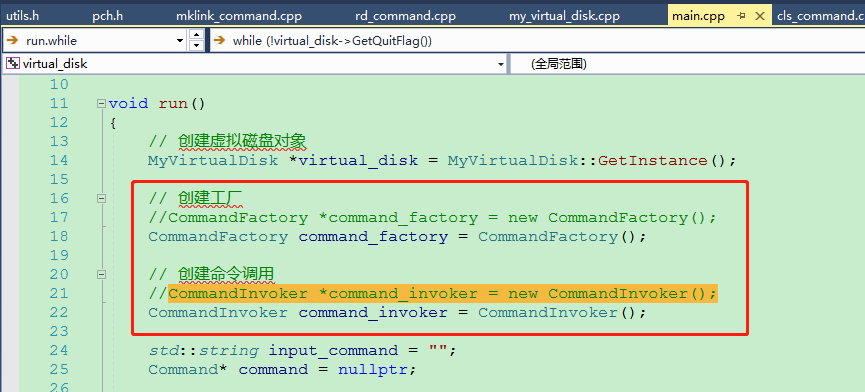 utils.h pch.h mklink_command.cpp rd_command.cpp my_virtual_disk.cpp main.cpp cls_command.c
run.while while (!virtual_disk->GetQuitFlag())
virtual_disk (全局范围)
10
11 void run()
12 {
13 // 创建虚拟磁盘对象
14 MyVirtualDisk *virtual_disk = MyVirtualDisk::GetInstance();
15
16 // 创建工厂
17 //CommandFactory *command_factory = new CommandFactory();
18 CommandFactory command_factory = CommandFactory();
19
20 // 创建命令调用
21 //CommandInvoker *command_invoker = new CommandInvoker();
22 CommandInvoker command_invoker = CommandInvoker();
23
24 std::string input_command = "";
25 Command* command = nullptr;
26